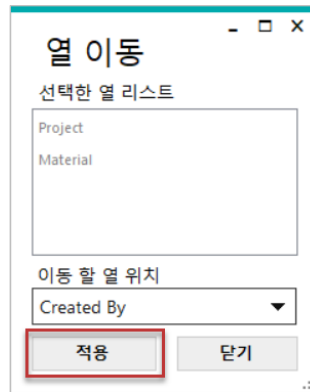 열 이동
선택한 열 리스트
Project
Material
이동 할 열 위치
Created By
적용 닫기